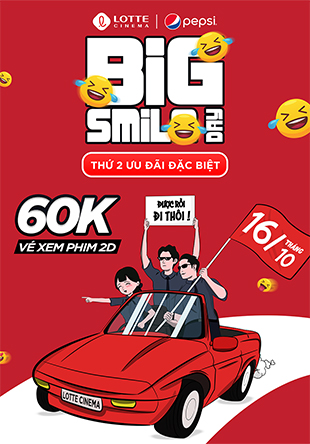 LOTTE
CINEMA
pepsi
BIG
SMILE
DAY
THỨ 2 ƯU ĐÃI ĐẶC BIỆT
60K
VÉ XEM PHIM 2D
ĐƯỢC RỒI
ĐI THÔI !
16/
THÁNG
10
LOTTE CINEMA